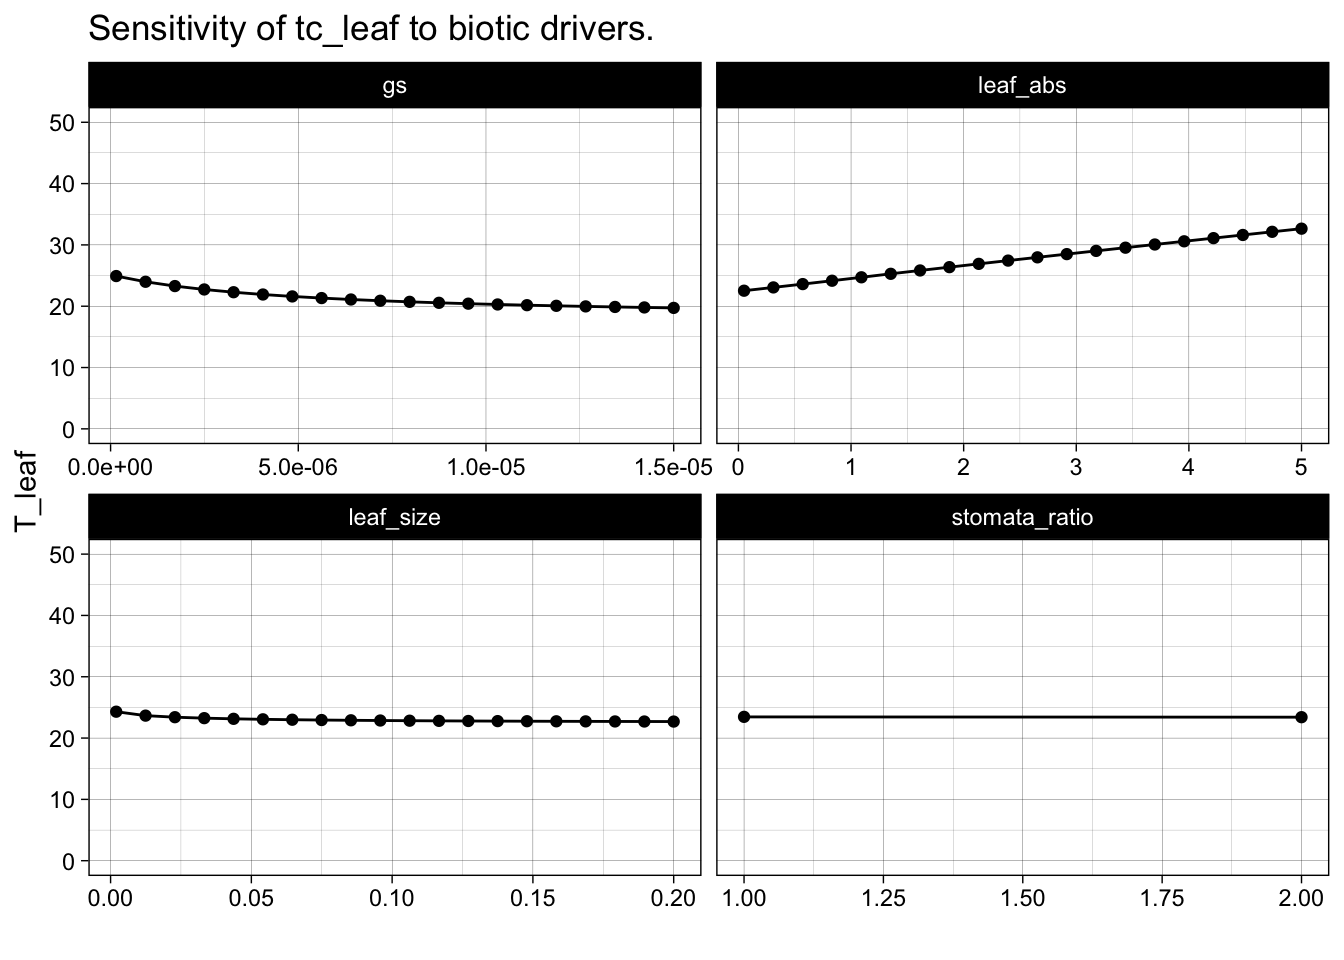 Sensitivity of tc_leaf to biotic drivers.
gs
leaf_abs
50
40
30
20
10
0
0.0e+00 5.0e-06 1.0e-05 1.5e-05
0 1 2 3 4 5
T_leaf
leaf_size
stomata_ratio
50
40
30
20
10
0
0.00 0.05 0.10 0.15 0.20
1.00 1.25 1.50 1.75 2.00